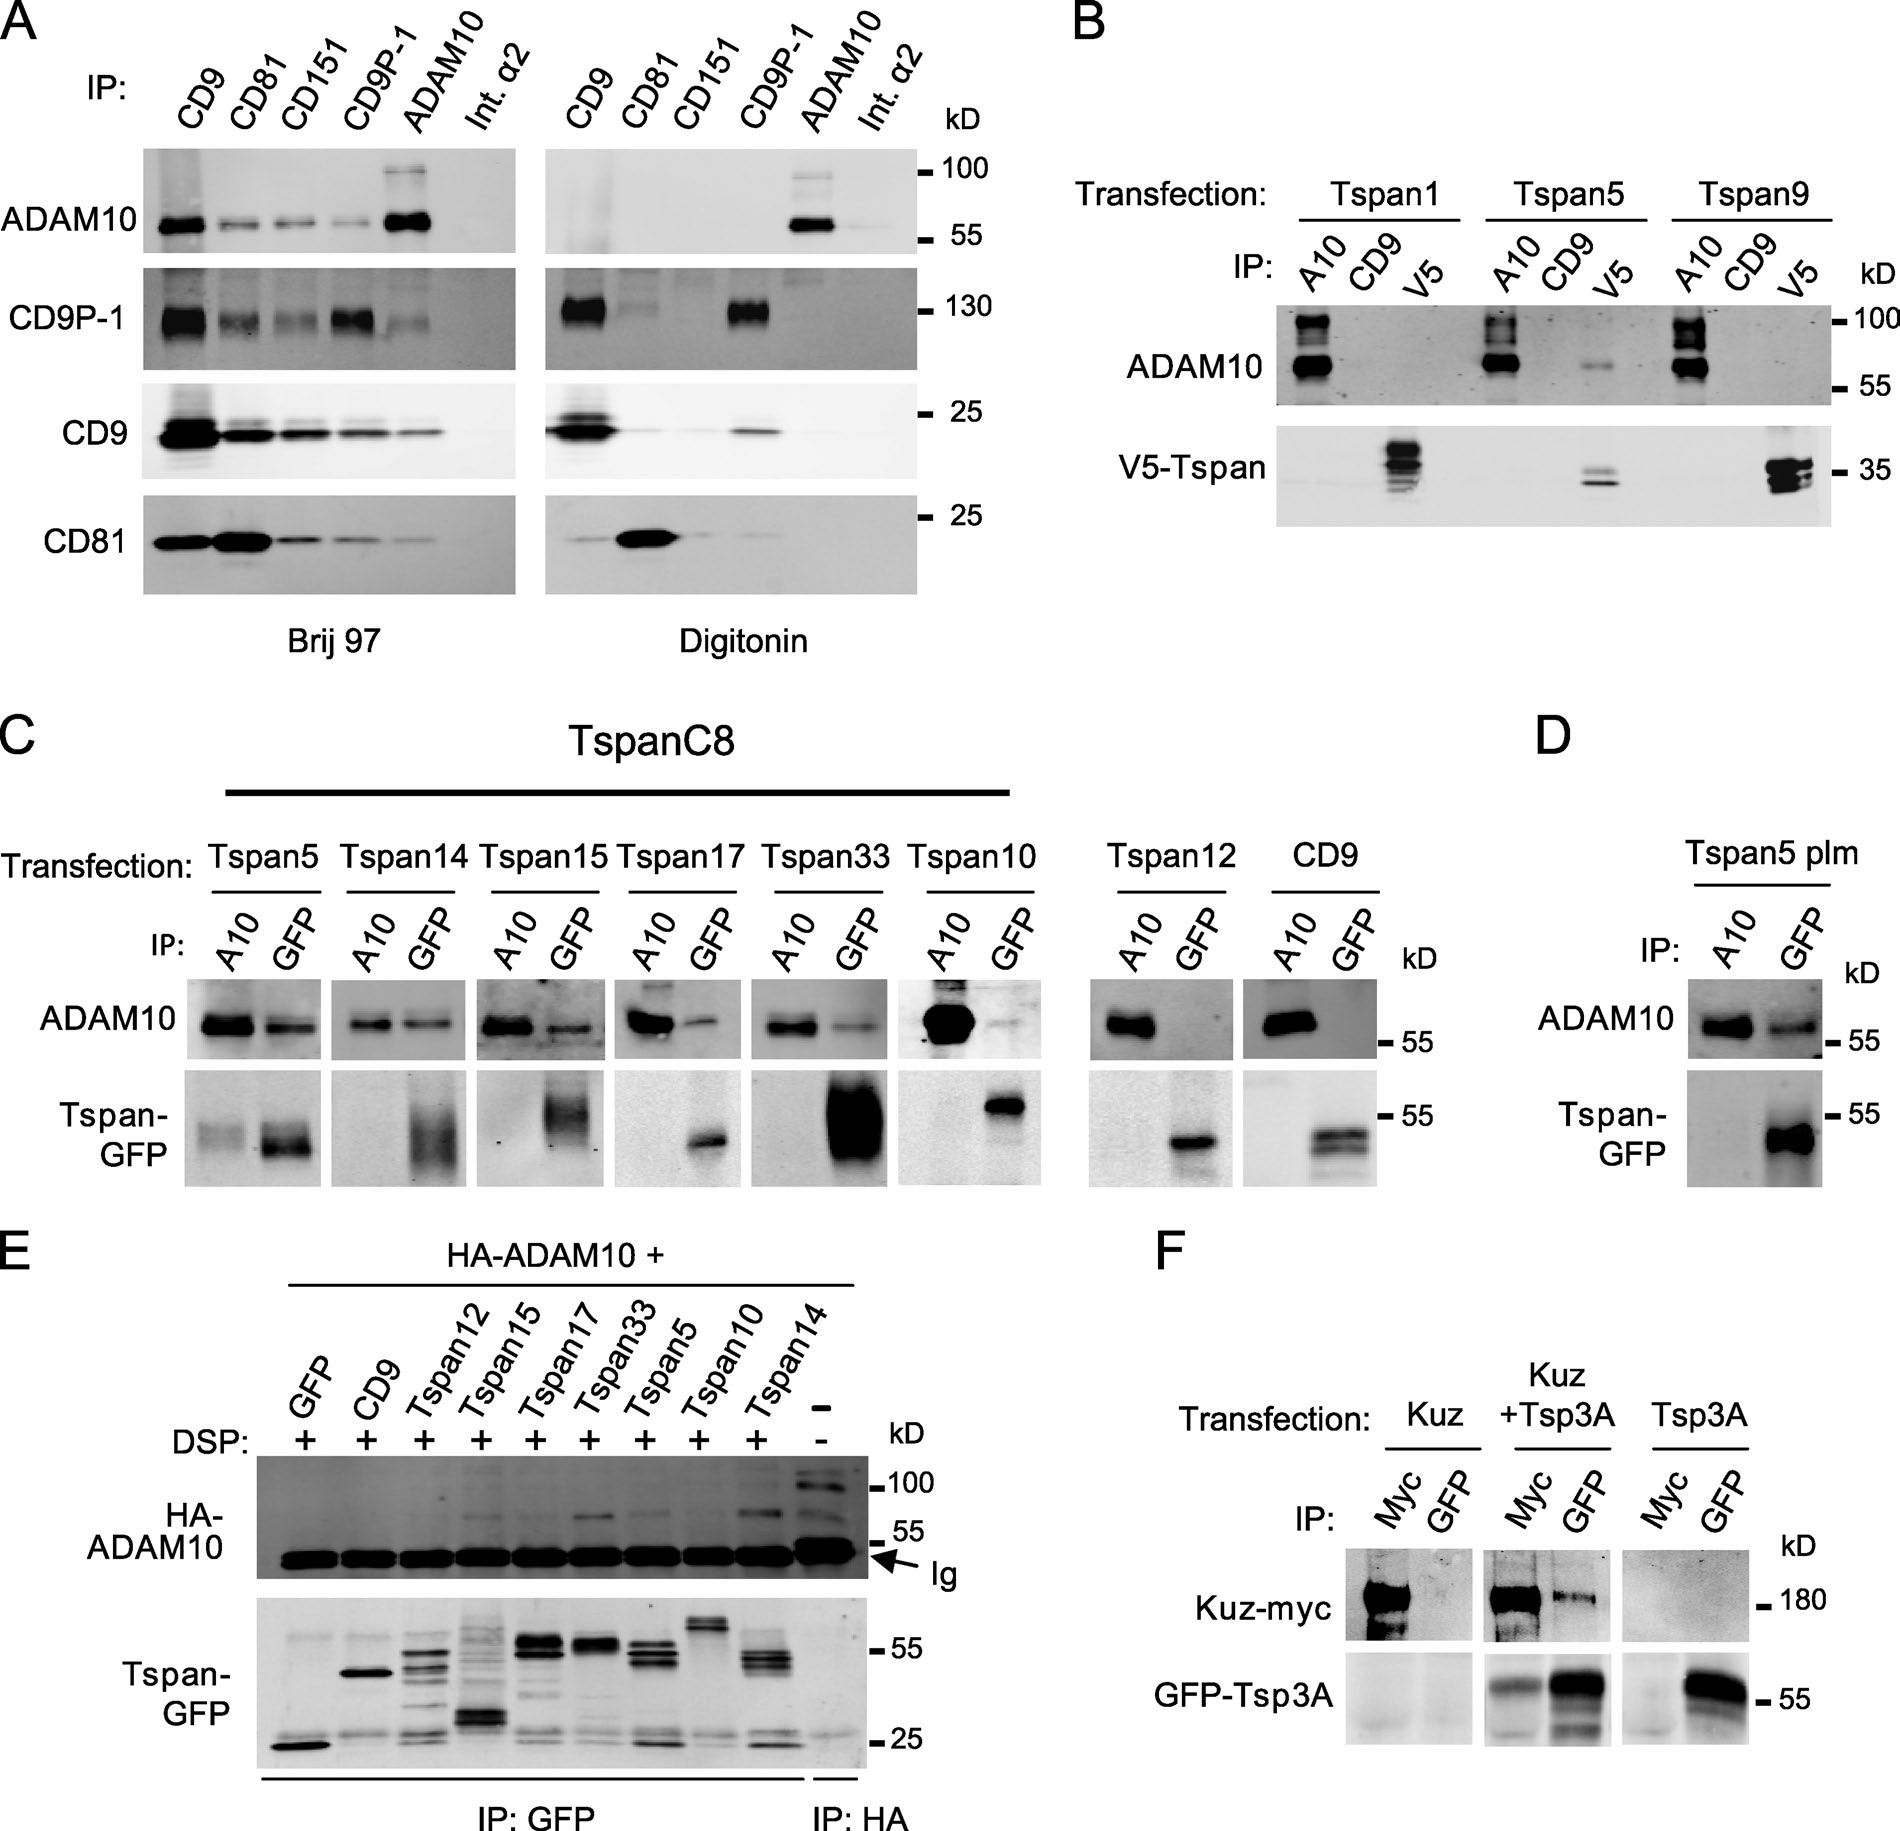 A
IP: CD9 CD81 CD151 CD9P-1 ADAM10 Int. α2 CD9 CD81 CD151 CD9P-1 ADAM10 Int. α2 kD
ADAM10 100 55
CD9P-1 130
CD9 25
CD81 25
Brij 97 Digitonin
B
Transfection: Tspan1 Tspan5 Tspan9
IP: A10 CD9 V5 A10 CD9 V5 A10 CD9 V5 kD
ADAM10 100 55
V5-Tspan 35
C
TspanC8
Transfection: Tspan5 Tspan14 Tspan15 Tspan17 Tspan33 Tspan10 Tspan12 CD9
IP: A10 GFP A10 GFP A10 GFP A10 GFP A10 GFP A10 GFP A10 GFP A10 GFP kD
ADAM10 55
Tspan- 55
GFP
D
Tspan5 plm
IP: A10 GFP kD
ADAM10 55
Tspan- 55
GFP
E
HA-ADAM10 +
GFP CD9 Tspan12 Tspan15 Tspan17 Tspan33 Tspan5 Tspan10 Tspan14 -
DSP: + + + + + + + + + - kD
100
HA-
ADAM10 55
Ig
Tspan- 55
GFP 25
IP: GFP IP: HA
F
Kuz
Transfection: Kuz +Tsp3A Tsp3A
IP: Myc GFP Myc GFP Myc GFP
kD
Kuz-myc 180
GFP-Tsp3A 55